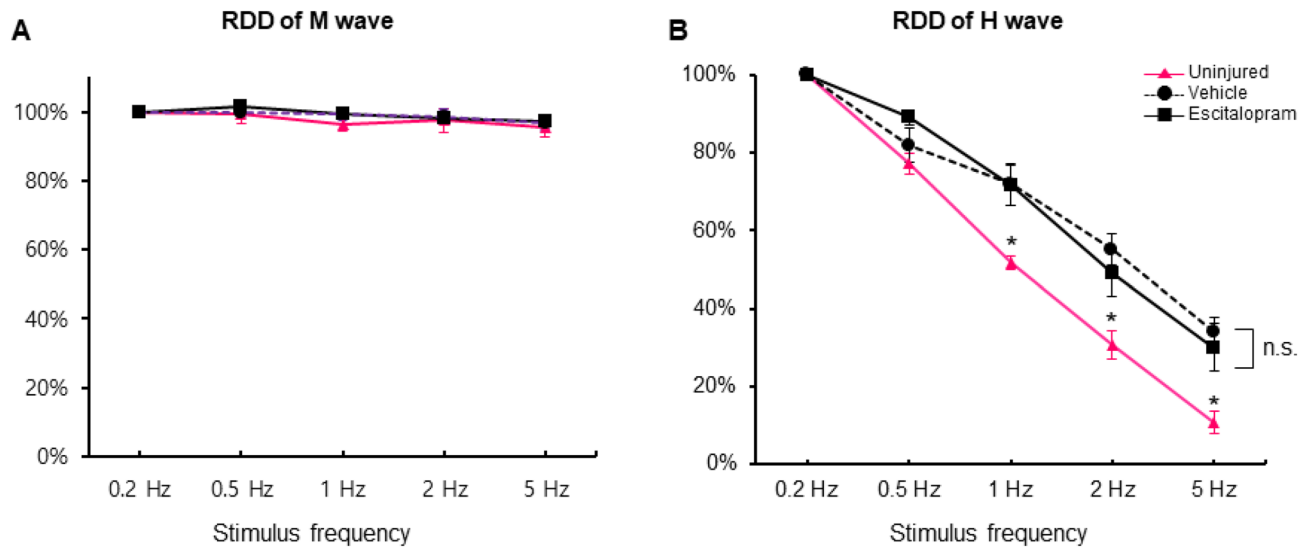 A
RDD of M wave
100%
80%
60%
40%
20%
0%
0.2 Hz 0.5 Hz 1 Hz 2 Hz 5 Hz
Stimulus frequency
B
RDD of H wave
Uninjured
Vehicle
Escitalopram
100%
80%
60%
40%
20%
0%
*
*
*
n.s.
0.2 Hz 0.5 Hz 1 Hz 2 Hz 5 Hz
Stimulus frequency